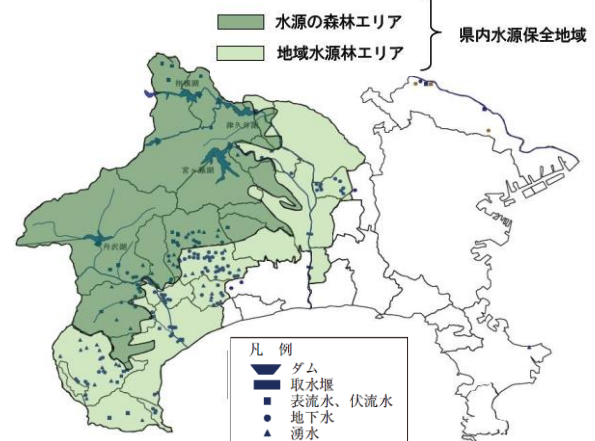 水源の森林エリア
地域水源林エリア
県内水源保全地域
相模湖
津久井湖
宮ヶ瀬湖
丹沢湖
凡 例
ダム
取水堰
表流水、伏流水
地下水
湧水